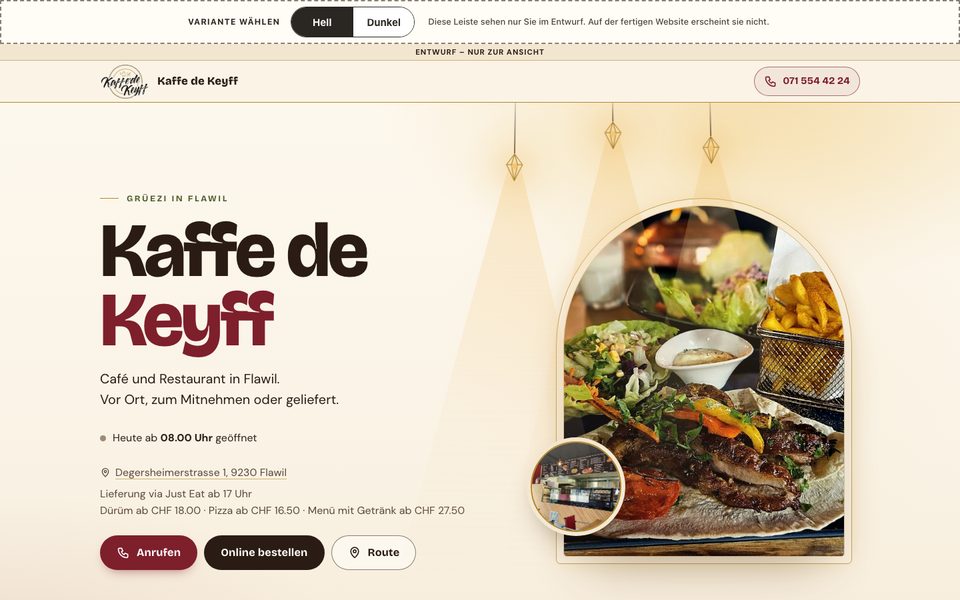 VARIANTE WÄHLEN
Hell
Dunkel
Diese Leiste sehen nur Sie im Entwurf. Auf der fertigen Website erscheint sie nicht.
ENTWURF – NUR ZUR ANSICHT
Kaffe de Keyff
Kaffe de Keyff
071 554 42 24
GRÜEZI IN FLAWIL
Kaffe de
Keyff
Café und Restaurant in Flawil.
Vor Ort, zum Mitnehmen oder geliefert.
Heute ab 08.00 Uhr geöffnet
Degersheimerstrasse 1, 9230 Flawil
Lieferung via Just Eat ab 17 Uhr
Dürüm ab CHF 18.00 · Pizza ab CHF 16.50 · Menü mit Getränk ab CHF 27.50
Anrufen
Online bestellen
Route